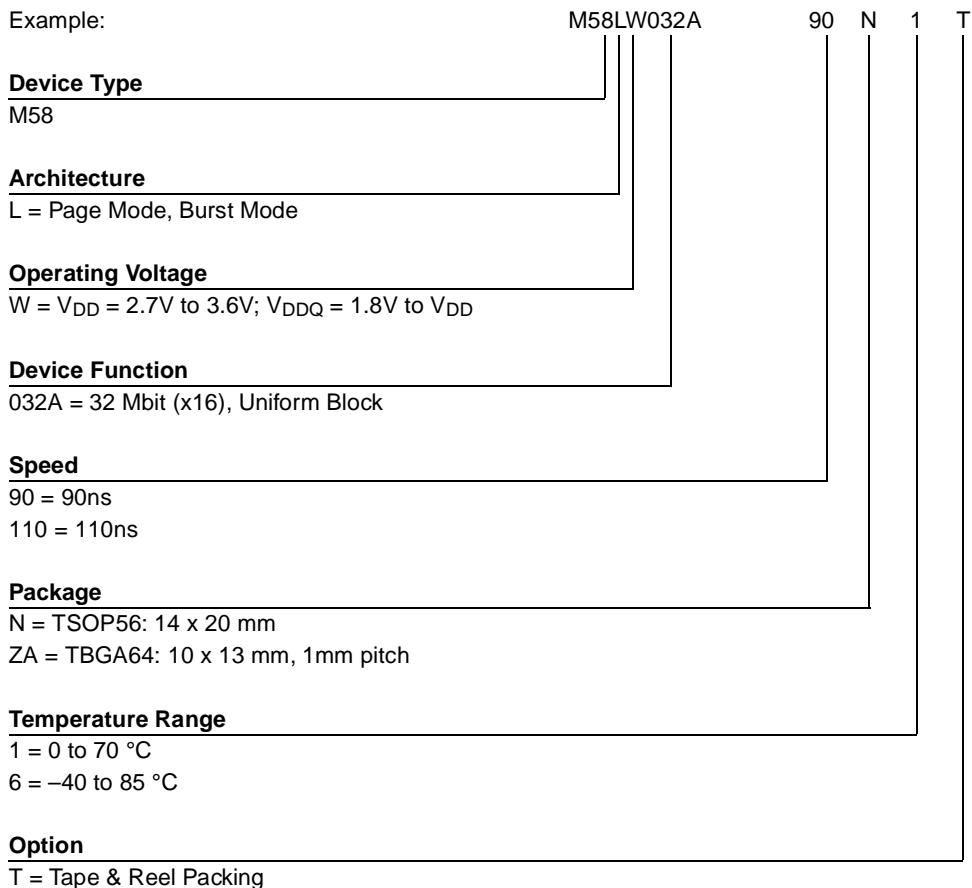 Example: M58LW032A 90 N 1 T
Device Type
M58
Architecture
L = Page Mode, Burst Mode
Operating Voltage
W = VDD = 2.7V to 3.6V; VDDQ = 1.8V to VDD
Device Function
032A = 32 Mbit (x16), Uniform Block
Speed
90 = 90ns
110 = 110ns
Package
N = TSOP56: 14 x 20 mm
ZA = TBGA64: 10 x 13 mm, 1mm pitch
Temperature Range
1 = 0 to 70 °C
6 = –40 to 85 °C
Option
T = Tape & Reel Packing